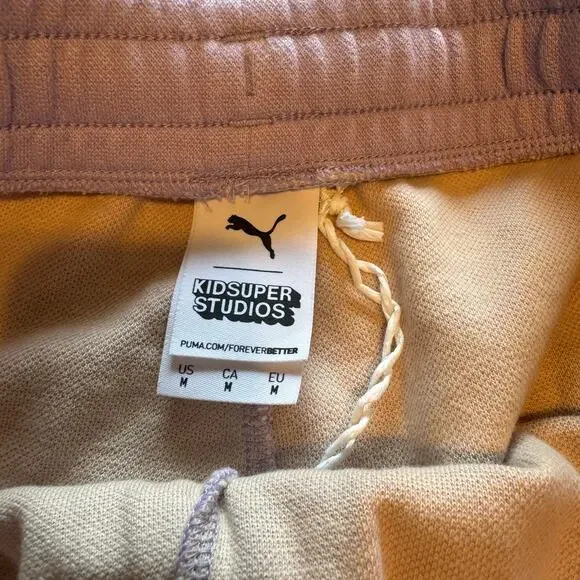 KIDSUPER
STUDIOS
PUMA.COM/FOREVERBETTER
US CA EU
M M M